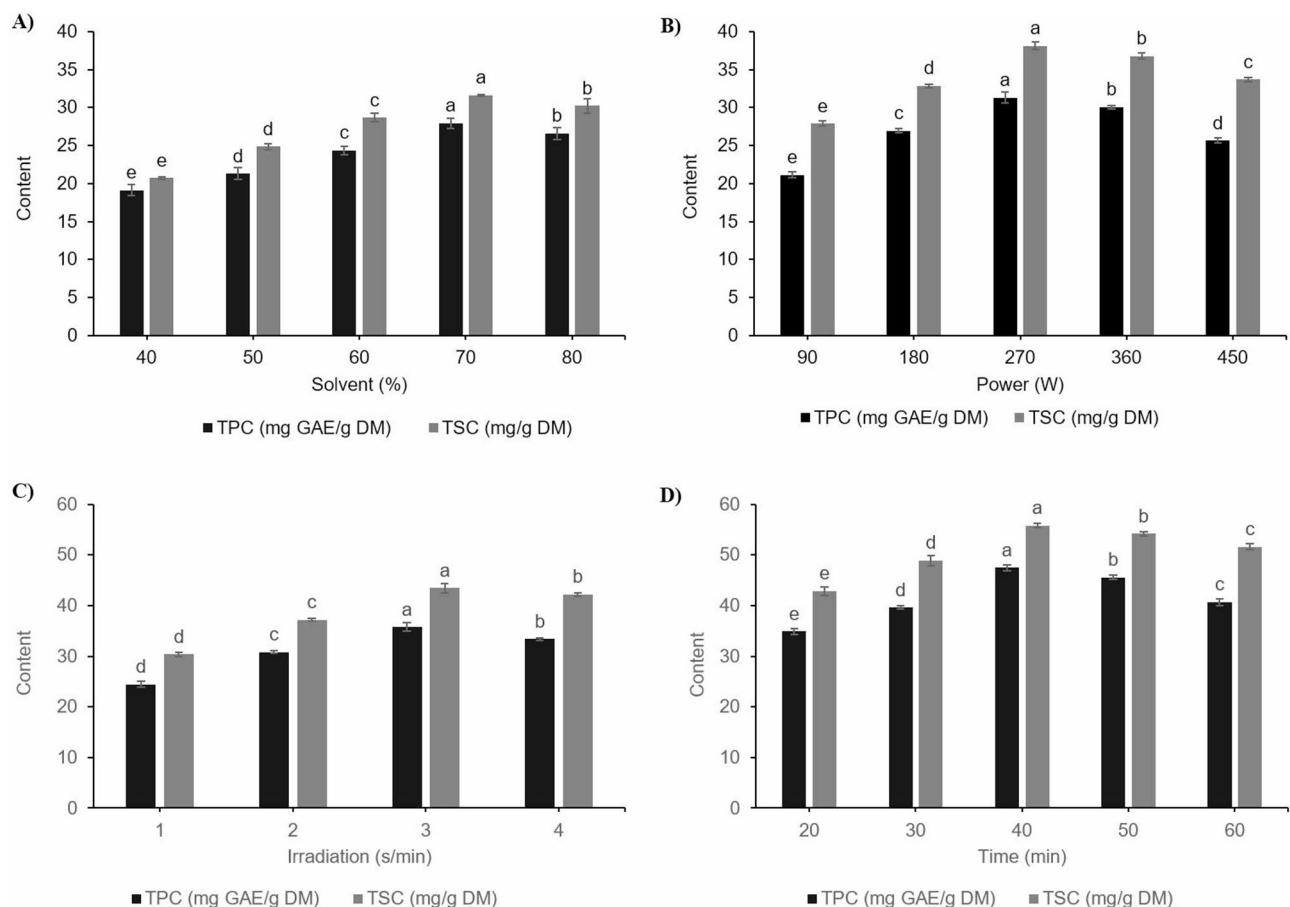 A)
40
35
30
25
20
15
10
5
0
Content
e e d d c c a a b b
40 50 60 70 80
Solvent (%)
TPC (mg GAE/g DM) TSC (mg/g DM)
B)
40
35
30
25
20
15
10
5
0
Content
e e c d a a b b d c
90 180 270 360 450
Power (W)
TPC (mg GAE/g DM) TSC (mg/g DM)
C)
60
50
40
30
20
10
0
Content
d d c c a a b b
1 2 3 4
Irradiation (s/min)
TPC (mg GAE/g DM) TSC (mg/g DM)
D)
60
50
40
30
20
10
0
Content
e e d d a a b b c c
20 30 40 50 60
Time (min)
TPC (mg GAE/g DM) TSC (mg/g DM)